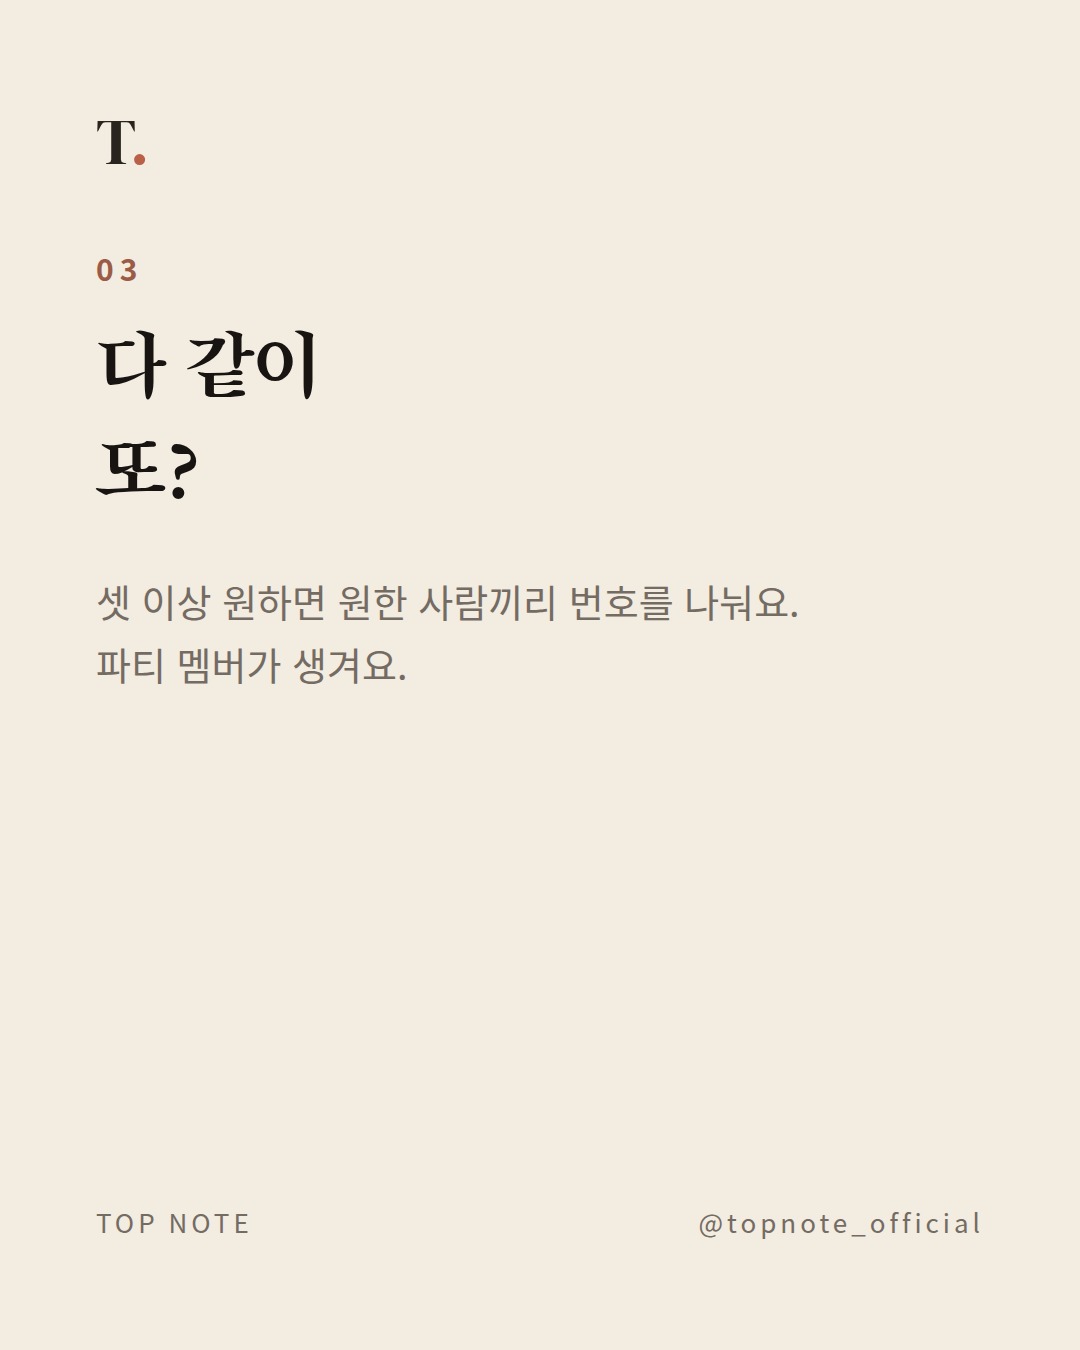 T.
03
다 같이
또?
셋 이상 원하면 원한 사람끼리 번호를 나눠요.
파티 멤버가 생겨요.
TOP NOTE
@topnote_official